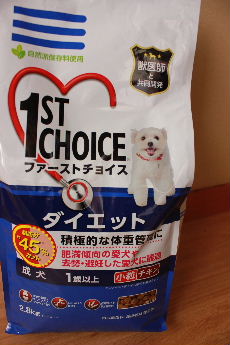 自然派保存料使用
獣医師
と
共同開発
1ST
CHOICE
ファーストチョイス
ダイエット
45%
積極的な体重管理に
肥満傾向の愛犬や
去勢・避妊した愛犬に最適
成犬
1歳以上
小粒
チキン